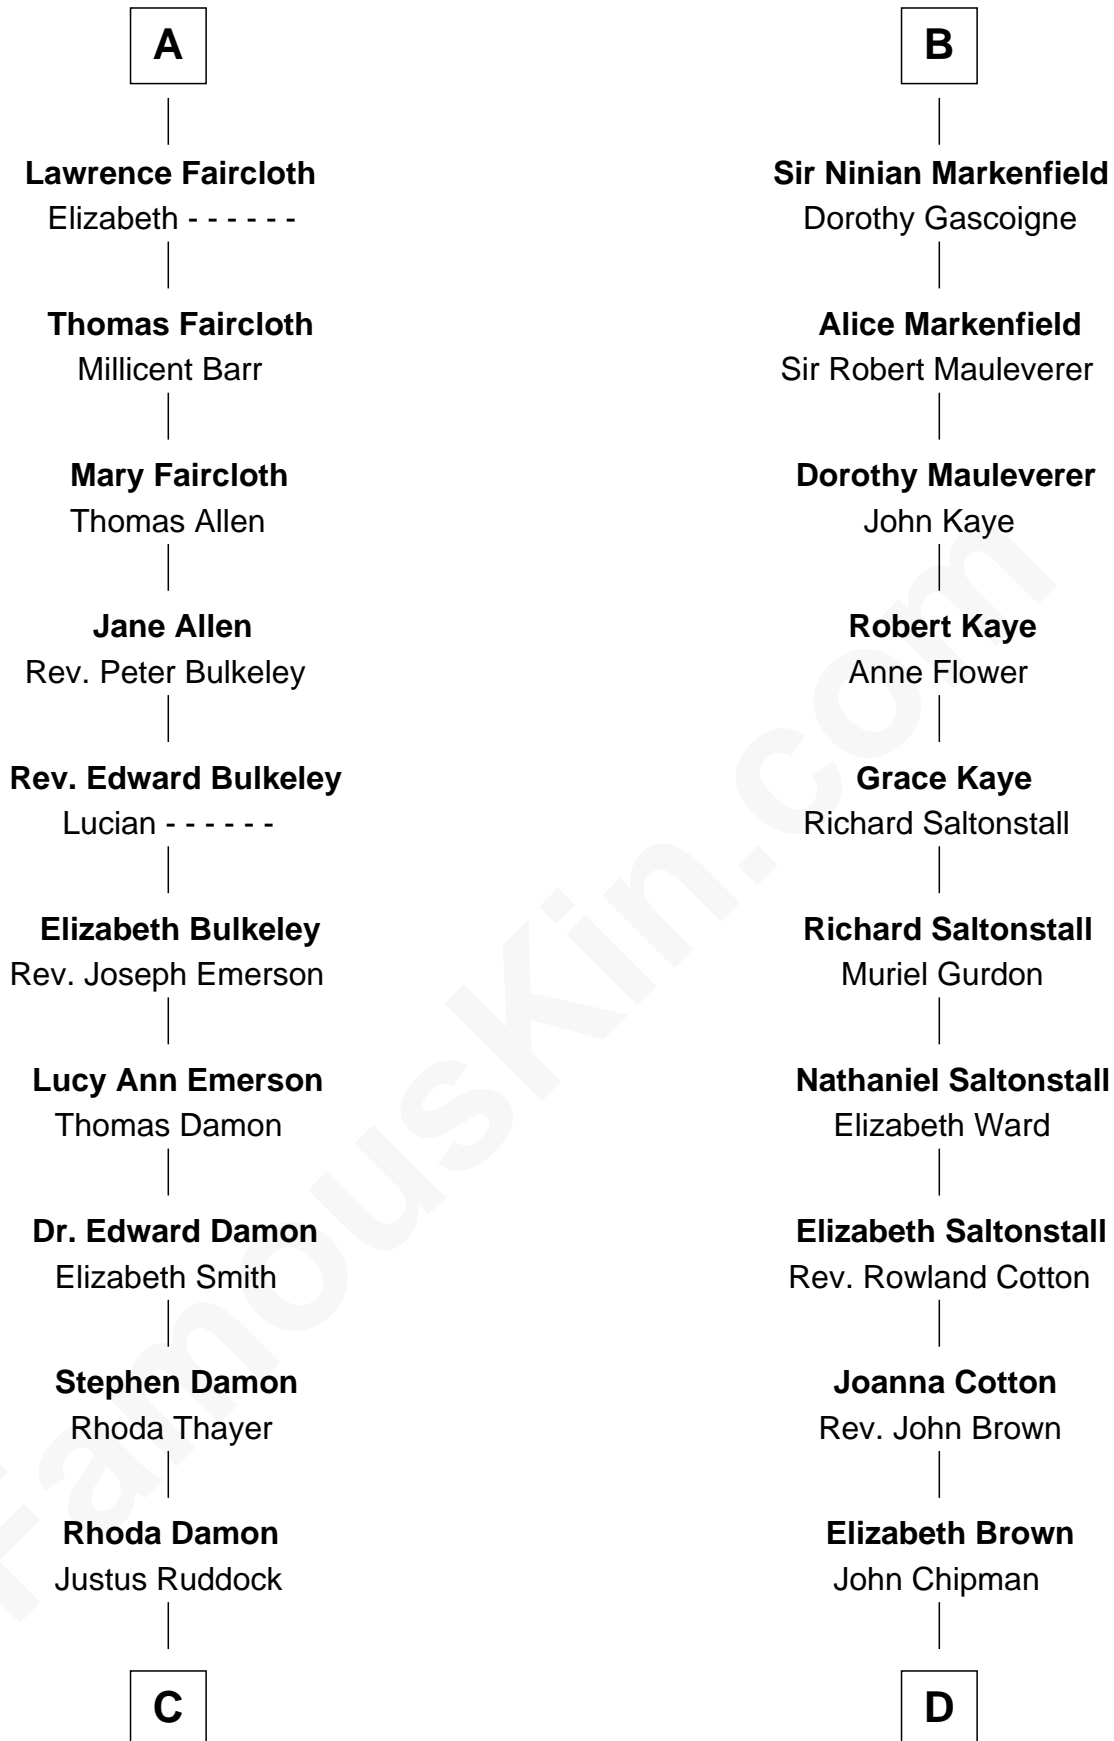 A
Lawrence Faircloth
Elizabeth - - - - - -
Thomas Faircloth
Millicent Barr
Mary Faircloth
Thomas Allen
Jane Allen
Rev. Peter Bulkeley
Rev. Edward Bulkeley
Lucian - - - - - -
Elizabeth Bulkeley
Rev. Joseph Emerson
Lucy Ann Emerson
Thomas Damon
Dr. Edward Damon
Elizabeth Smith
Stephen Damon
Rhoda Thayer
Rhoda Damon
Justus Ruddock
C
B
Sir Ninian Markenfield
Dorothy Gascoigne
Alice Markenfield
Sir Robert Mauleverer
Dorothy Mauleverer
John Kaye
Robert Kaye
Anne Flower
Grace Kaye
Richard Saltonstall
Richard Saltonstall
Muriel Gurdon
Nathaniel Saltonstall
Elizabeth Ward
Elizabeth Saltonstall
Rev. Rowland Cotton
Joanna Cotton
Rev. John Brown
Elizabeth Brown
John Chipman
D
FamousKin.com